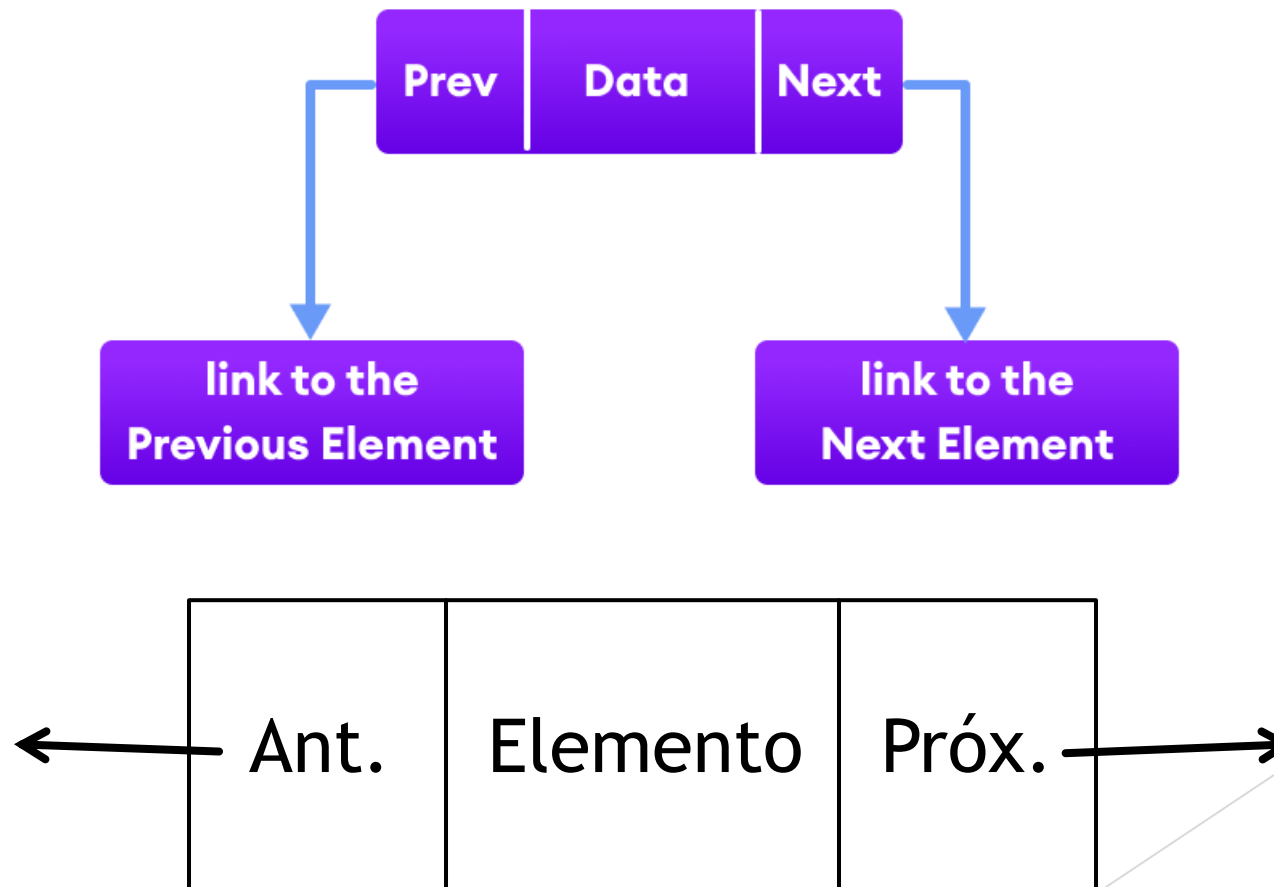 Prev Data Next
link to the
Previous Element
link to the
Next Element
Ant. Elemento Próx.